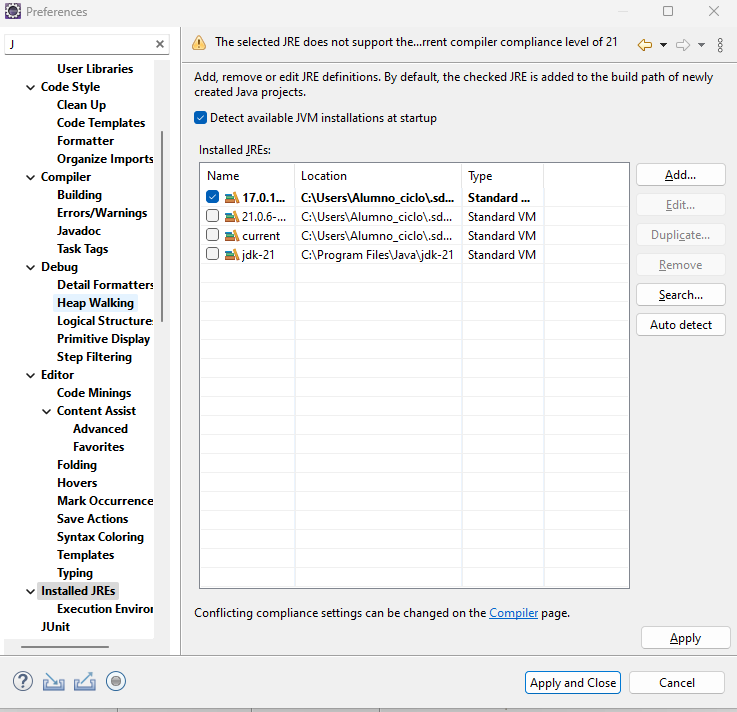 Preferences
J
The selected JRE does not support the...rrent compiler compliance level of 21
User Libraries
Code Style
Clean Up
Code Templates
Formatter
Organize Imports
Compiler
Building
Errors/Warnings
Javadoc
Task Tags
Debug
Detail Formatters
Heap Walking
Logical Structures
Primitive Display
Step Filtering
Editor
Code Minings
Content Assist
Advanced
Favorites
Folding
Hovers
Mark Occurrence
Save Actions
Syntax Coloring
Templates
Typing
Installed JREs
Execution Enviro
JUnit
Add, remove or edit JRE definitions. By default, the checked JRE is added to the build path of newly
created Java projects.
Detect available JVM installations at startup
Installed JREs:
Name Location Type
17.0.1... C:\Users\Alumno_ciclo\.sd... Standard ...
21.0.6-... C:\Users\Alumno_ciclo\.sd... Standard VM
current C:\Users\Alumno_ciclo\.sd... Standard VM
jdk-21 C:\Program Files\Java\jdk-21 Standard VM
Add...
Edit...
Duplicate...
Remove
Search...
Auto detect
Conflicting compliance settings can be changed on the Compiler page.
Apply
?
Apply and Close
Cancel